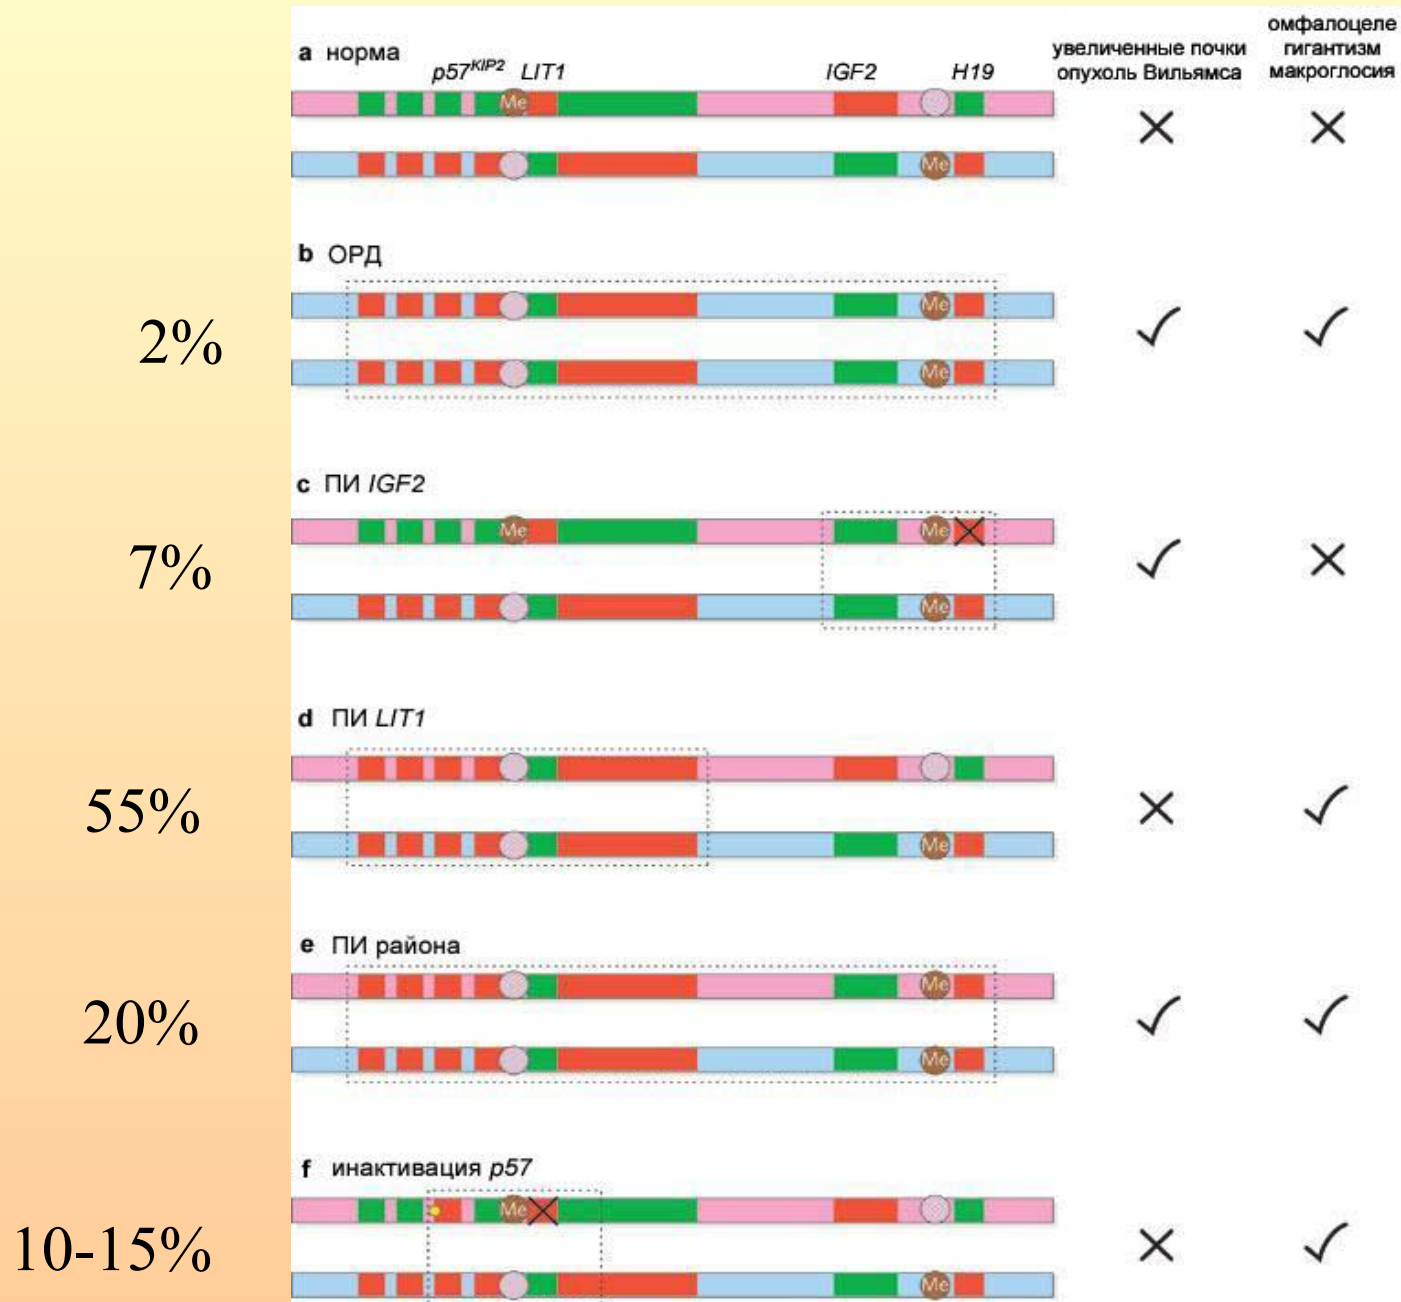 омфалоцеле
a норма
увеличенные почки
гигантизм
p57KIP2 LIT1 IGF2 H19
опухоль Вильямса
макроглосия
Me
Me
b ОРД
Me
2%
Me
c ПИ IGF2
Me Me
7%
Me
d ПИ LIT1
55%
Me
e ПИ района
Me
20%
Me
f инактивация p57
Me
10-15%
Me